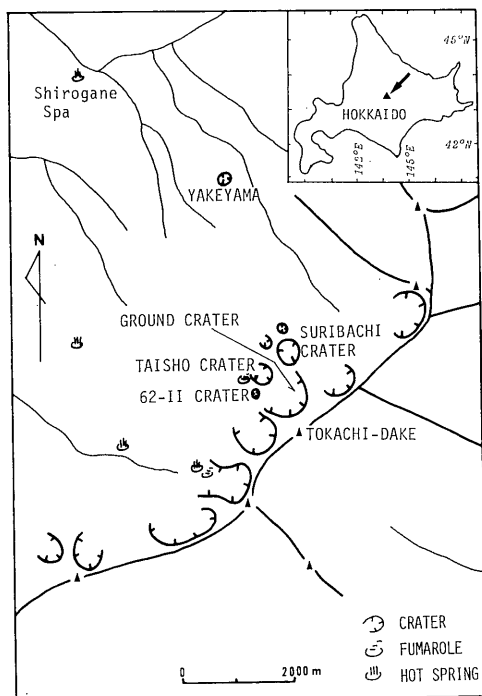 45°N
HOKKAIDO
42°N
145°E
Shirogane
Spa
YAKEYAMA
N
GROUND CRATER
SURIBACHI
CRATER
TAISHO CRATER
62-II CRATER
TOKACHI-DAKE
CRATER
FUMAROLE
HOT SPRING
0 2000 m